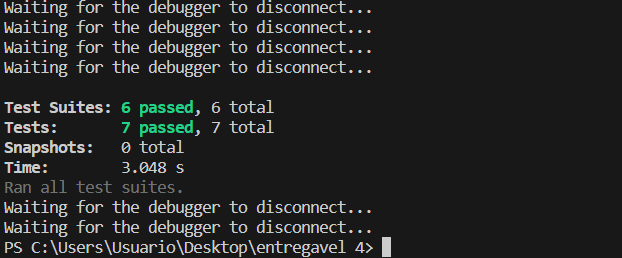 Waiting for the debugger to disconnect...
Waiting for the debugger to disconnect...
Waiting for the debugger to disconnect...
Waiting for the debugger to disconnect...
Test Suites: 6 passed, 6 total
Tests:       7 passed, 7 total
Snapshots:   0 total
Time:        3.048 s
Ran all test suites.
Waiting for the debugger to disconnect...
Waiting for the debugger to disconnect...
PS C:\Users\Usuario\Desktop\entregavel 4>